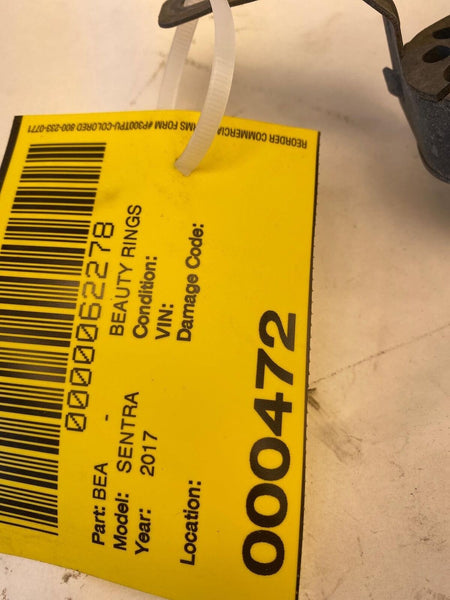 0000062278
Part: BEA - BEAUTY RINGS
Model: SENTRA Condition:
Year: 2017 VIN:
Damage Code:
Location:
000472
REORDER COMMERCIAL FORMS FORM #P300TPU-COLORED 800-233-0771